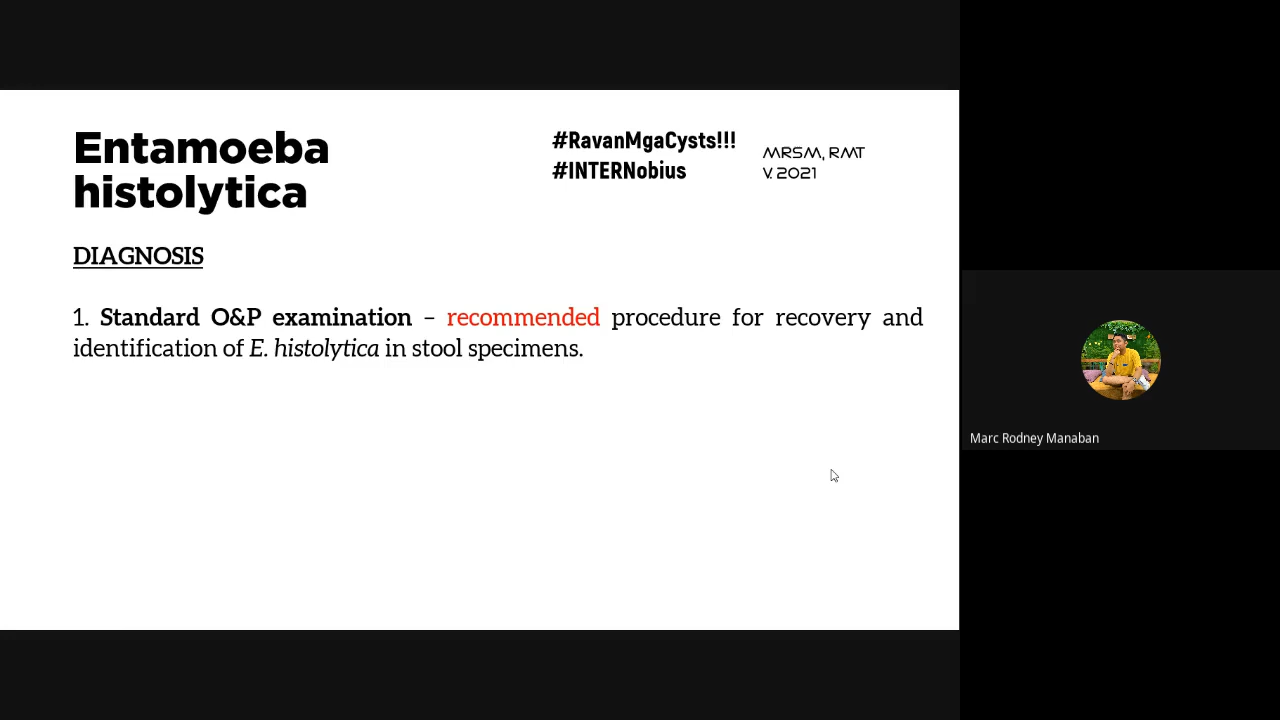 Entamoeba
histolytica
#RavanMgaCysts!!!
#INTERNobius
MRSM, RMT
V. 2021
DIAGNOSIS
1. Standard O&P examination – recommended procedure for recovery and
identification of E. histolytica in stool specimens.
Marc Rodney Manaban